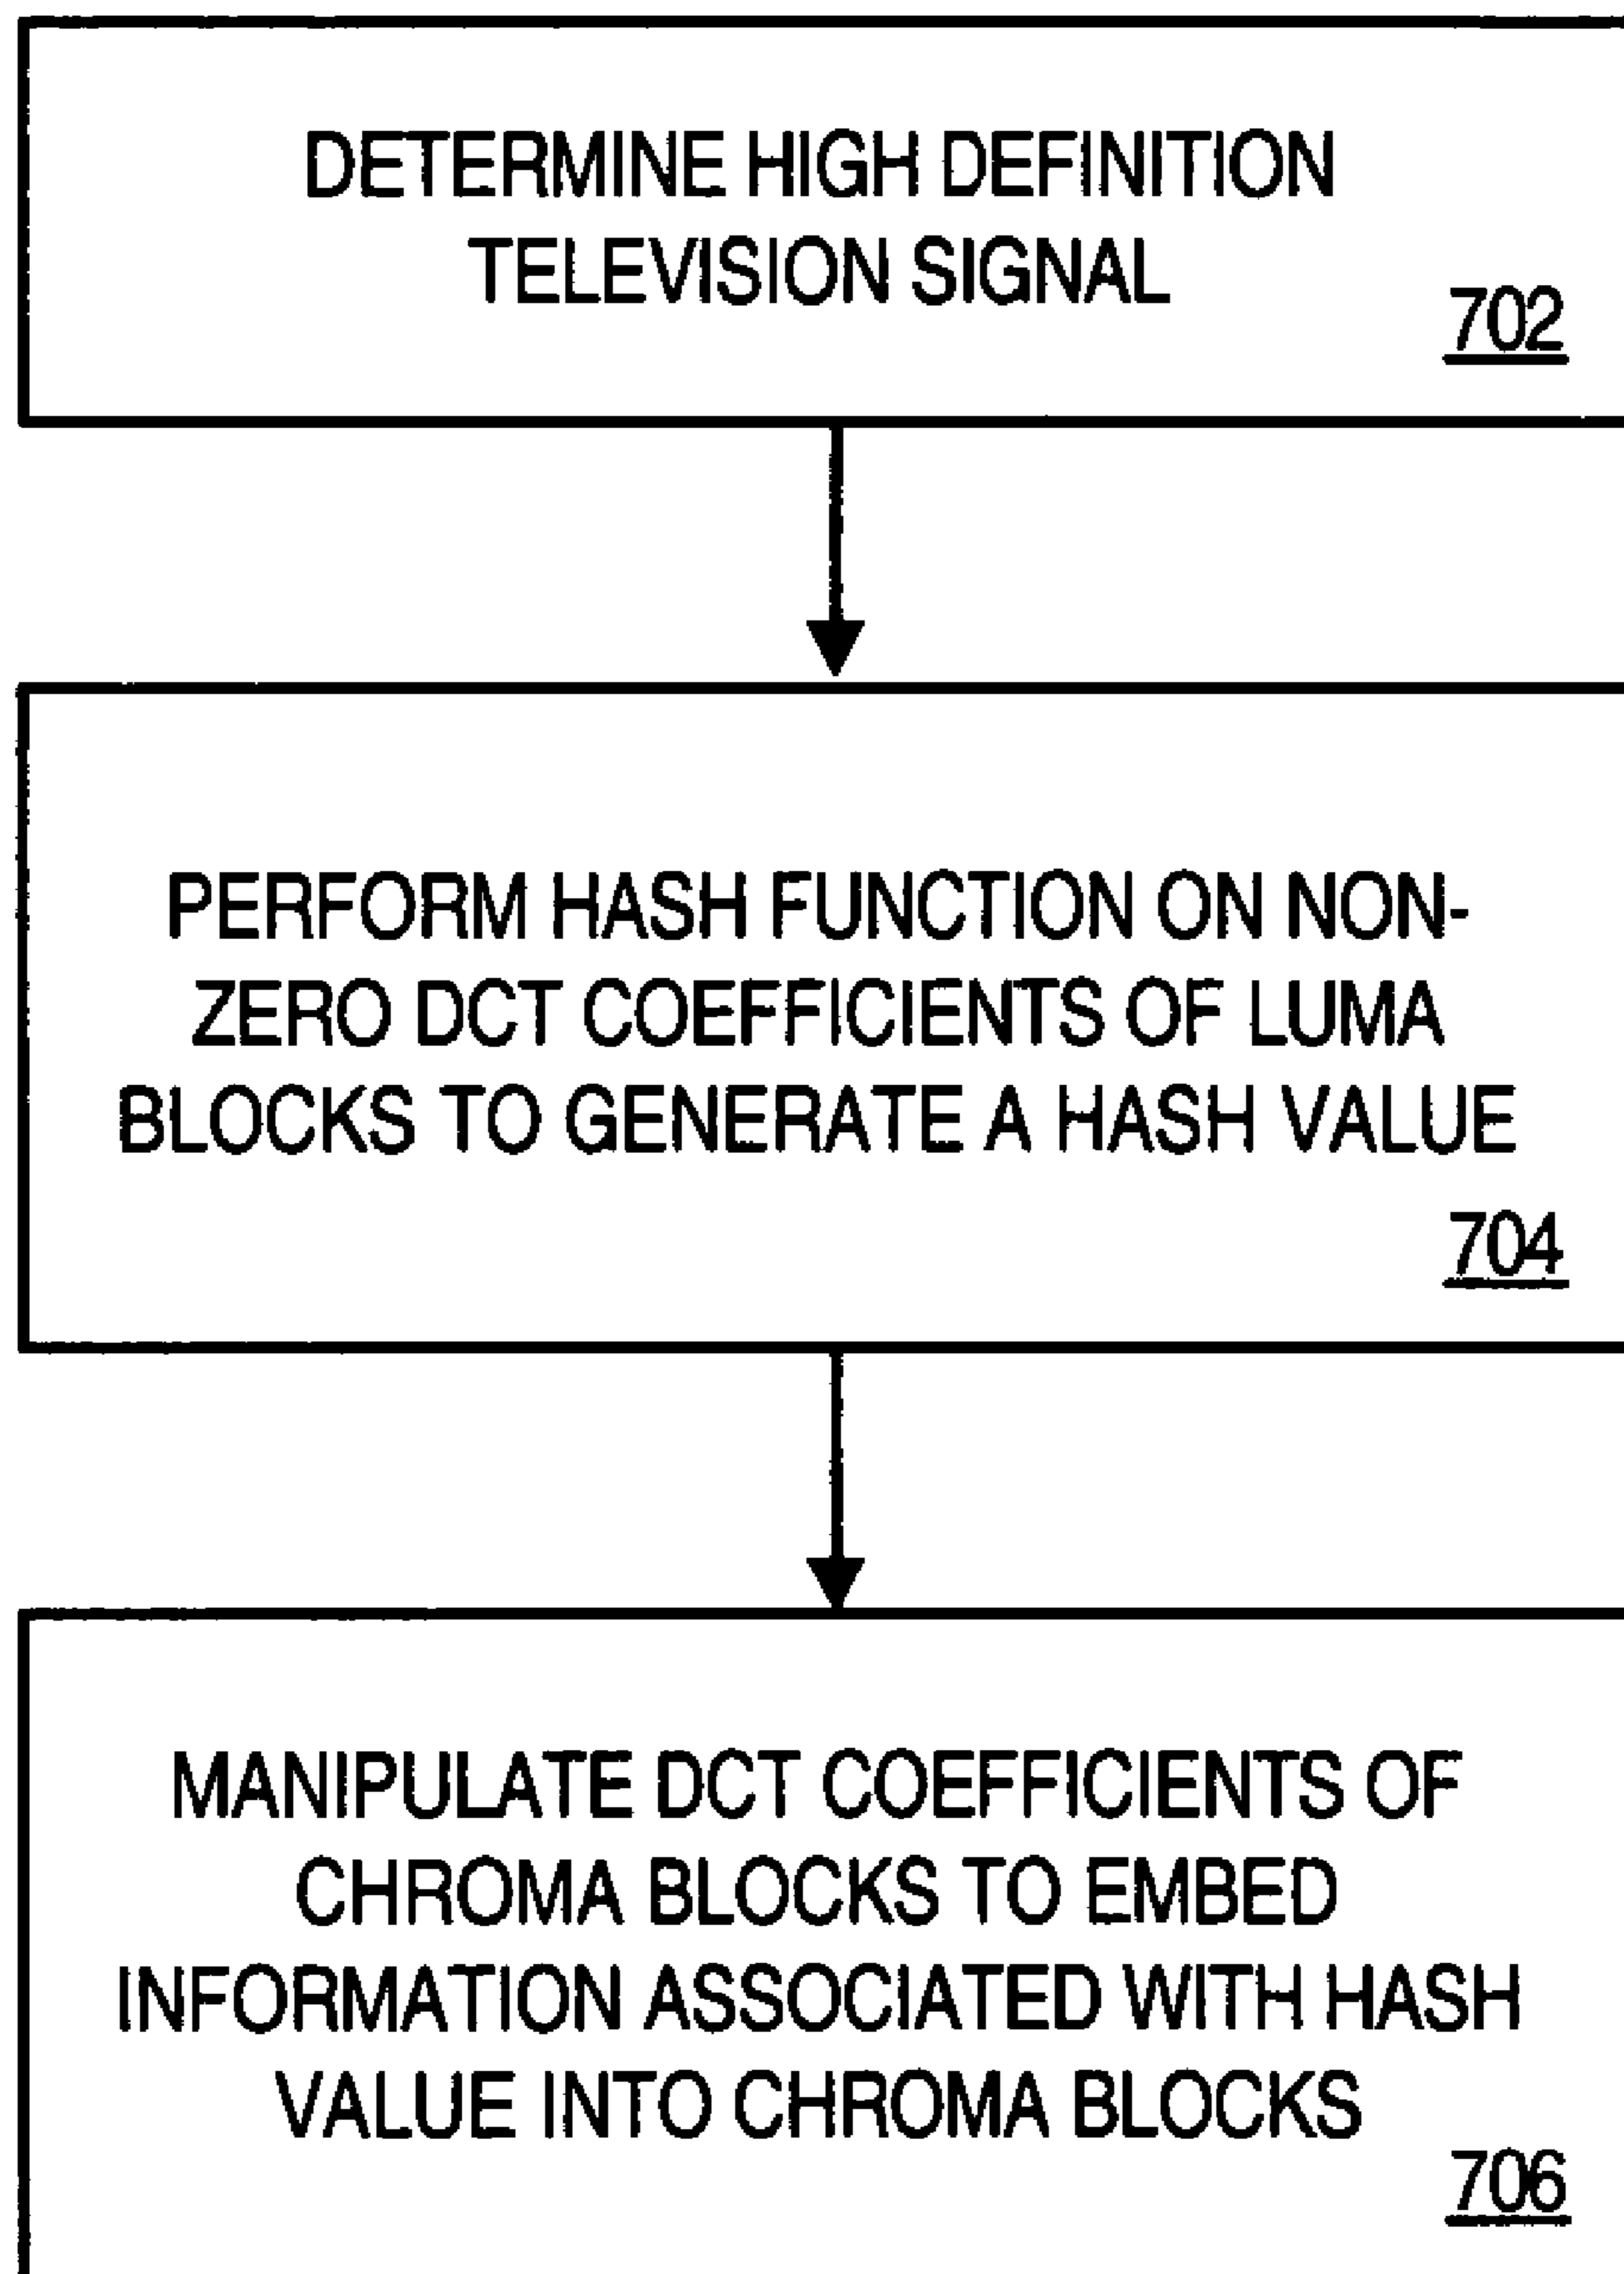 DETERMINE HIGH DEFINITION
TELEVISION SIGNAL
702
PERFORM HASH FUNCTION ON NON-
ZERO DCT COEFFICIENTS OF LUMA
BLOCKS TO GENERATE A HASH VALUE
704
MANIPULATE DCT COEFFICIENTS OF
CHROMA BLOCKS TO EMBED
INFORMATION ASSOCIATED WITH HASH
VALUE INTO CHROMA BLOCKS
706